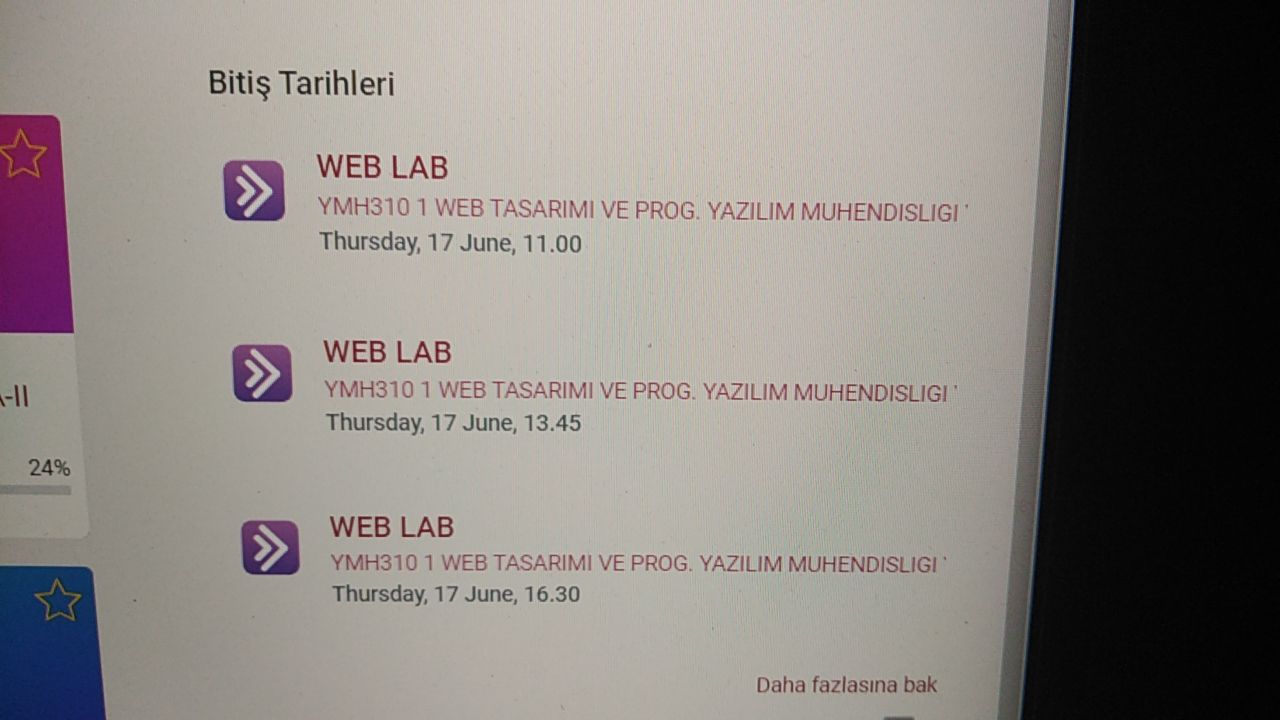 Bitiş Tarihleri
WEB LAB
YMH310 1 WEB TASARIMI VE PROG. YAZILIM MUHENDISLIGI '
Thursday, 17 June, 11.00
WEB LAB
YMH310 1 WEB TASARIMI VE PROG. YAZILIM MUHENDISLIGI '
Thursday, 17 June, 13.45
-II
24%
WEB LAB
YMH310 1 WEB TASARIMI VE PROG. YAZILIM MUHENDISLIGI '
Thursday, 17 June, 16.30
Daha fazlasına bak